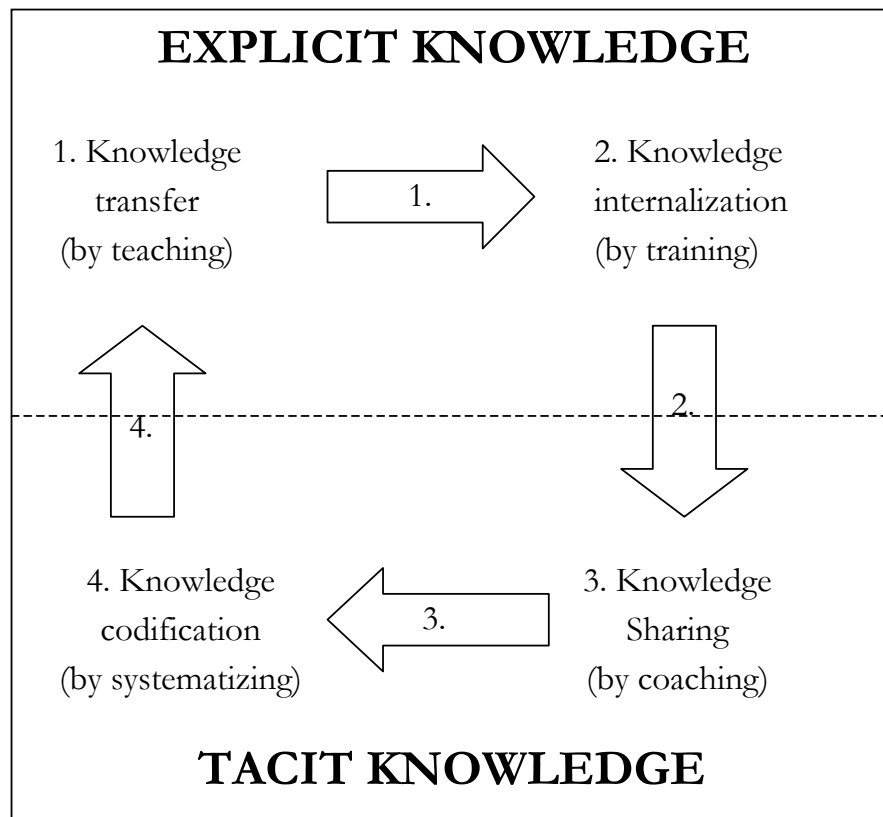 EXPLICIT KNOWLEDGE
1. Knowledge
transfer
(by teaching)
1.
2. Knowledge
internalization
(by training)
4.
2.
4. Knowledge
codification
(by systematizing)
3.
3. Knowledge
Sharing
(by coaching)
TACIT KNOWLEDGE